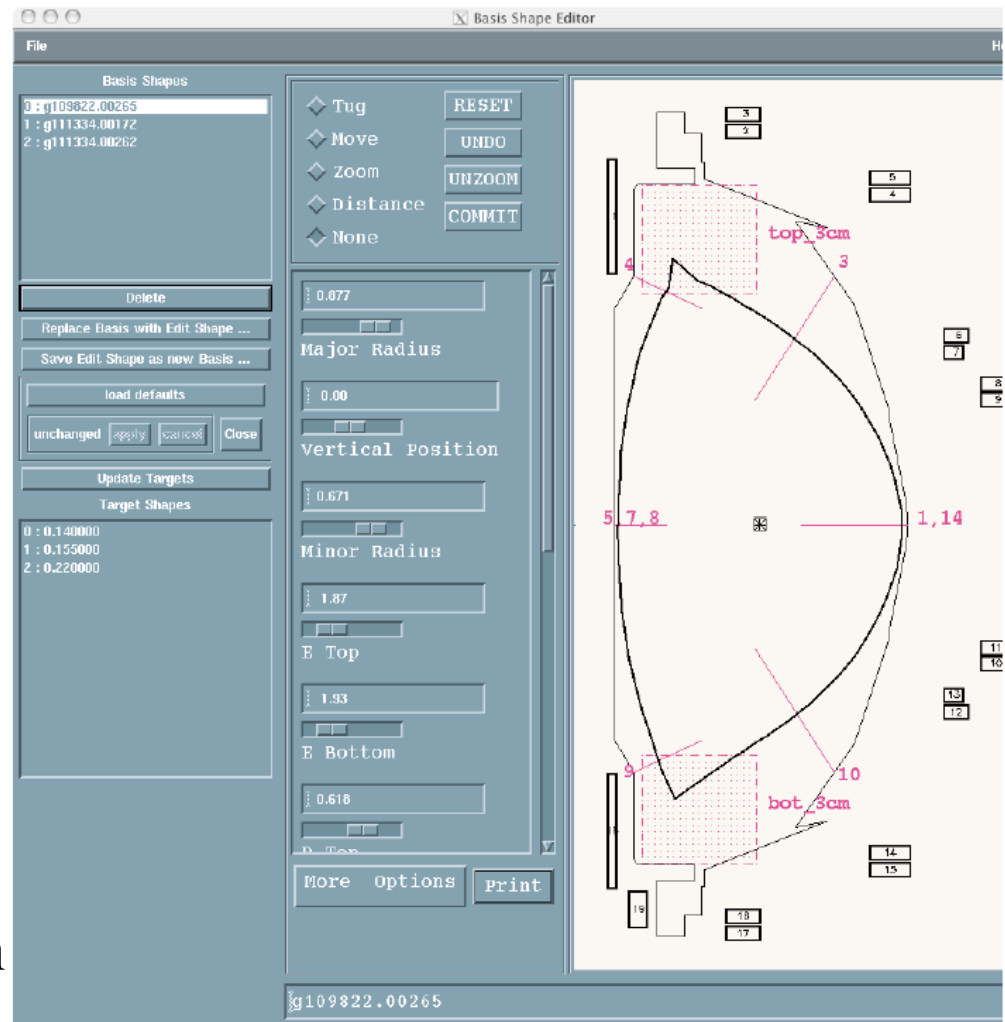 Basis Shape Editor
File
Basis Shapes
0 : g109822.00265
1 : g111334.00172
2 : g111334.00262
Delete
Replace Basis with Edit Shape ...
Save Edit Shape as new Basis ...
load defaults
unchanged apply cancel Close
Update Targets
Target Shapes
0 : 0.140000
1 : 0.155000
2 : 0.220000
Tug
Move
Zoom
Distance
None
RESET
UNDO
UNZOOM
COMMIT
0.877
Major Radius
0.00
Vertical Position
0.671
Minor Radius
1.87
E Top
1.93
E Bottom
0.618
D Top
More Options
Print
3
2
5
4
top_3cm
4
3
6
7
8
9
5,7,8
1,14
11
10
13
12
9
10
bot_3cm
14
15
19
16
17
g109822.00265